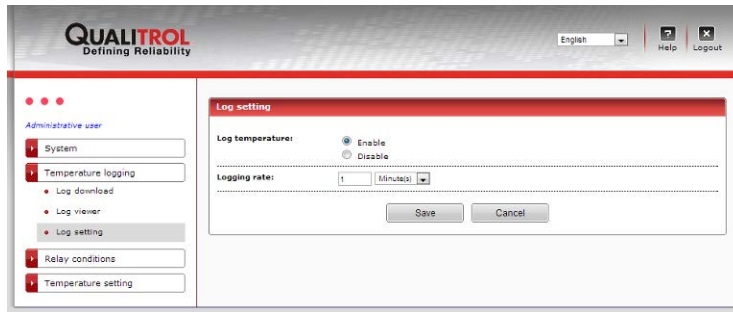 QUALITROL
Defining Reliability
English
?
Help
Logout
Administrative user
System
Temperature logging
Log download
Log viewer
Log setting
Relay conditions
Temperature setting
Log setting
Log temperature:
Enable
Disable
Logging rate:
1
Minute(s)
Save
Cancel